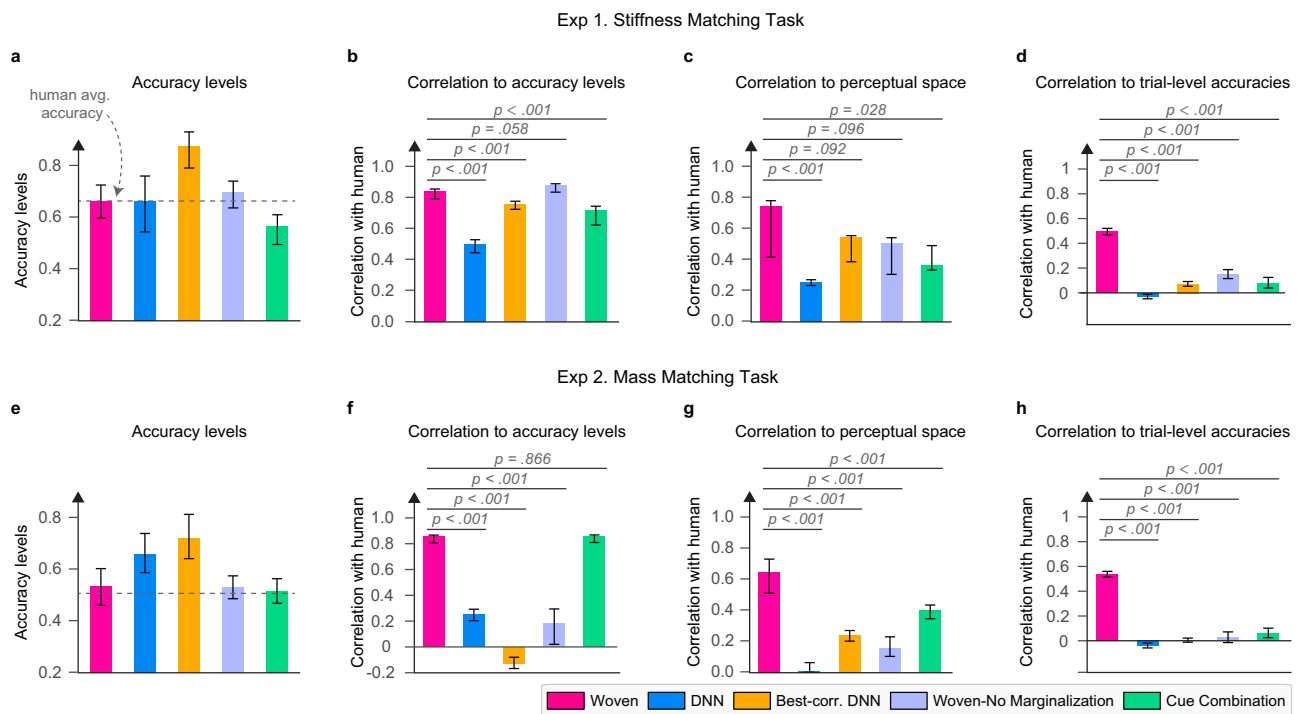 Exp 1. Stiffness Matching Task
a
Accuracy levels
human avg.
accuracy
Accuracy levels
0.8
0.6
0.4
0.2
b
Correlation to accuracy levels
p < .001
p = .058
p < .001
p < .001
Correlation with human
1.0
0.8
0.6
0.4
0.2
0.0
c
Correlation to perceptual space
p = .028
p = .096
p = .092
p < .001
Correlation with human
1.0
0.8
0.6
0.4
0.2
0.0
d
Correlation to trial-level accuracies
p < .001
p < .001
p < .001
p < .001
Correlation with human
1
0.8
0.6
0.4
0.2
0
Exp 2. Mass Matching Task
e
Accuracy levels
Accuracy levels
0.8
0.6
0.4
0.2
f
Correlation to accuracy levels
p = .866
p < .001
p < .001
p < .001
Correlation with human
1.0
0.8
0.6
0.4
0.2
0
-0.2
g
Correlation to perceptual space
p < .001
p < .001
p < .001
p < .001
Correlation with human
1.0
0.8
0.6
0.4
0.2
0.0
h
Correlation to trial-level accuracies
p < .001
p < .001
p < .001
p < .001
Correlation with human
1
0.8
0.6
0.4
0.2
0
Woven DNN Best-corr. DNN Woven-No Marginalization Cue Combination